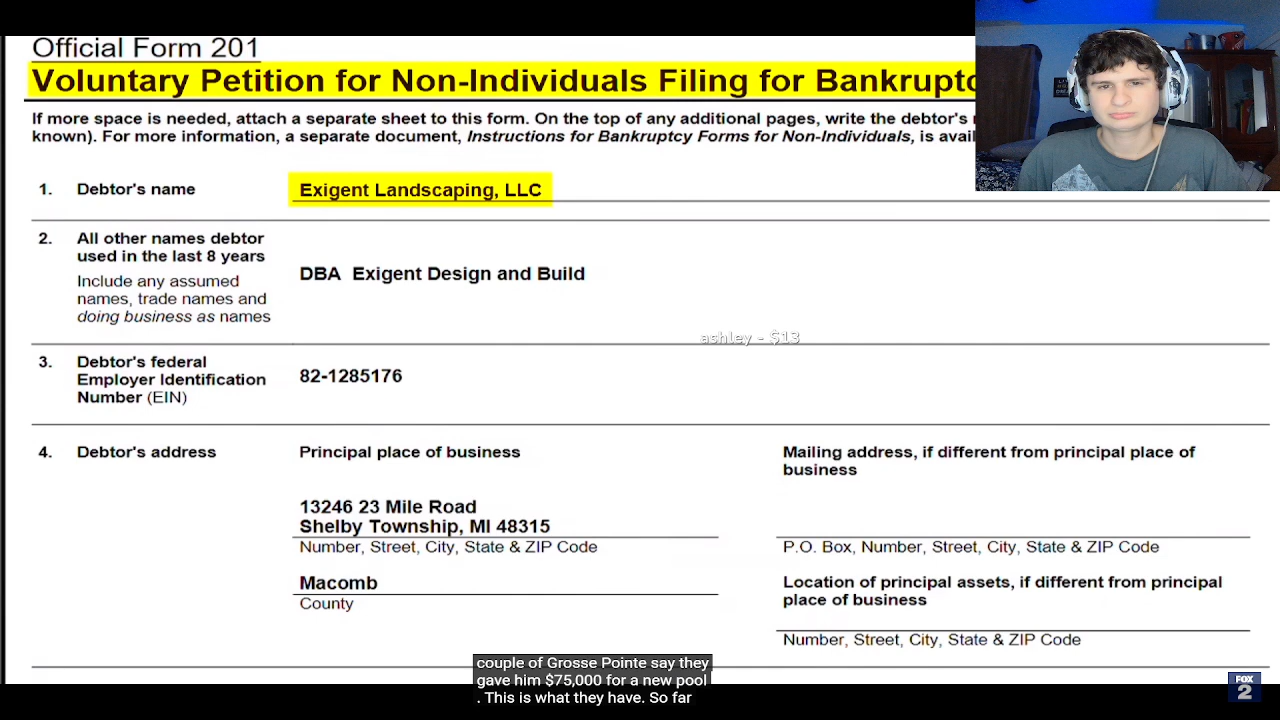 Official Form 201
Voluntary Petition for Non-Individuals Filing for
If more space is needed, attach a separate sheet to this form. On the top of any additional pages, write the debtor's
known). For more information, a separate document, Instructions for Bankruptcy Forms for Non-Individuals, is
1. Debtor's name Exigent Landscaping, LLC
2. All other names debtor
used in the last 8 years
Include any assumed
names, trade names and
doing business as names
DBA Exigent Design and Build
ashley - $13
3. Debtor's federal
Employer Identification
Number (EIN)
82-1285176
4. Debtor's address
Principal place of business
13246 23 Mile Road
Shelby Township, MI 48315
Number, Street, City, State & ZIP Code
Macomb
County
Mailing address, if different from principal place of
business
P.O. Box, Number, Street, City, State & ZIP Code
Location of principal assets, if different from principal
place of business
Number, Street, City, State & ZIP Code
couple of Grosse Pointe say they
gave him $75,000 for a new pool
. This is what they have. So far
FOX
2